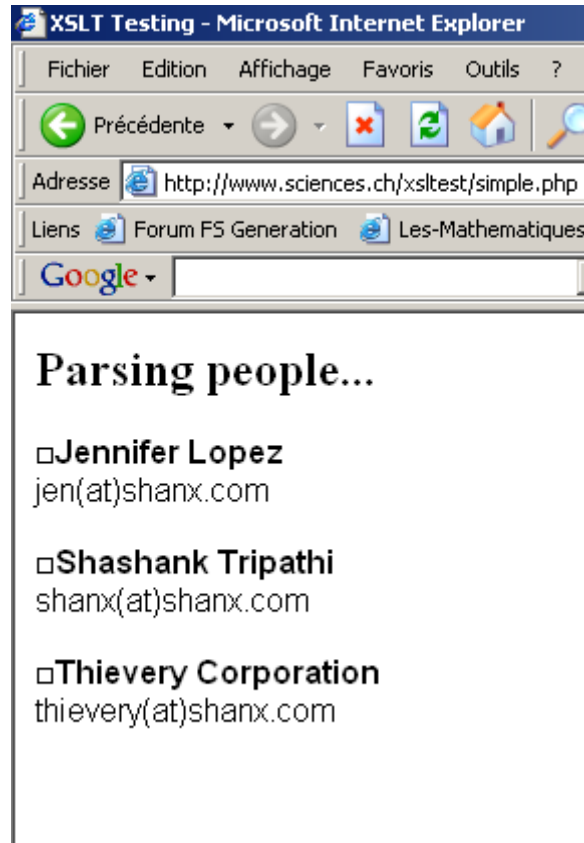 XSLT Testing - Microsoft Internet Explorer
Fichier Edition Affichage Favoris Outils ?
Précédente
Adresse http://www.sciences.ch/xsltest/simple.php
Liens Forum FS Generation Les-Mathematiques
Google
Parsing people...
□Jennifer Lopez
jen(at)shanx.com
□Shashank Tripathi
shanx(at)shanx.com
□Thievery Corporation
thievery(at)shanx.com